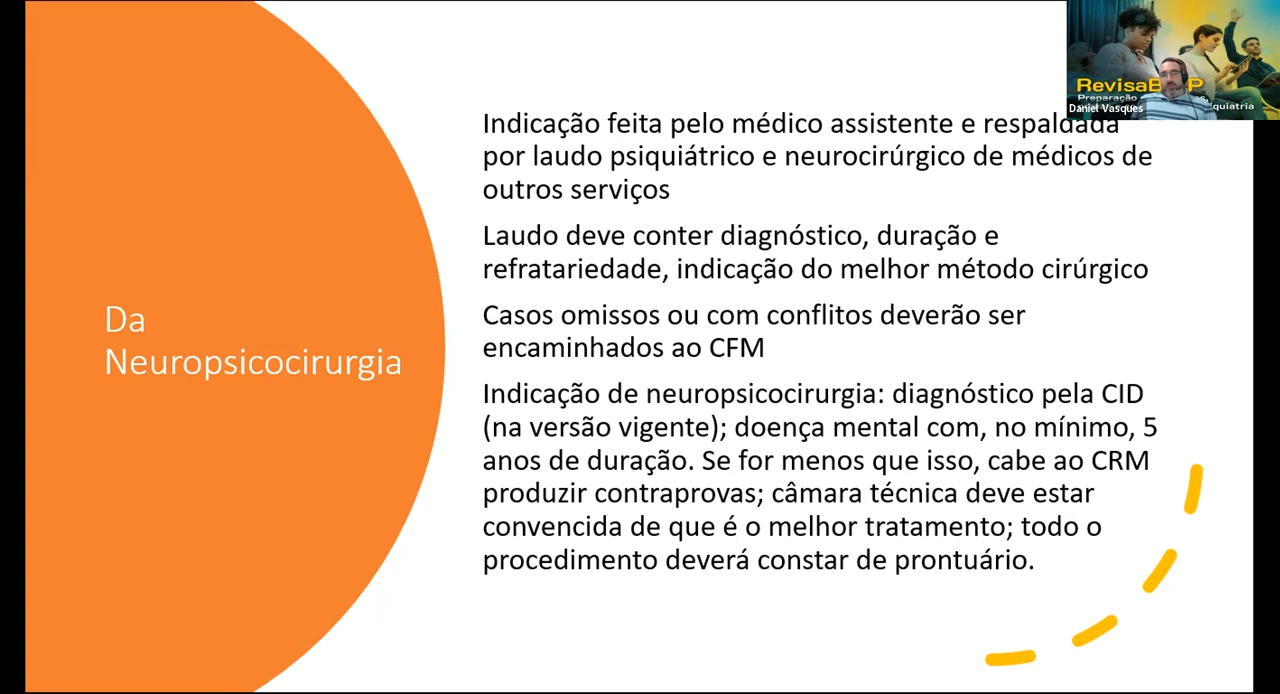 RevisaB P
Preparação
Daniel Vasques
quiatria
Indicação feita pelo médico assistente e respaldada
por laudo psiquiátrico e neurocirúrgico de médicos de
outros serviços
Laudo deve conter diagnóstico, duração e
refratariedade, indicação do melhor método cirúrgico
Da
Neuropsicocirurgia
Casos omissos ou com conflitos deverão ser
encaminhados ao CFM
Indicação de neuropsicocirurgia: diagnóstico pela CID
(na versão vigente); doença mental com, no mínimo, 5
anos de duração. Se for menos que isso, cabe ao CRM
produzir contraprovas; câmara técnica deve estar
convencida de que é o melhor tratamento; todo o
procedimento deverá constar de prontuário.